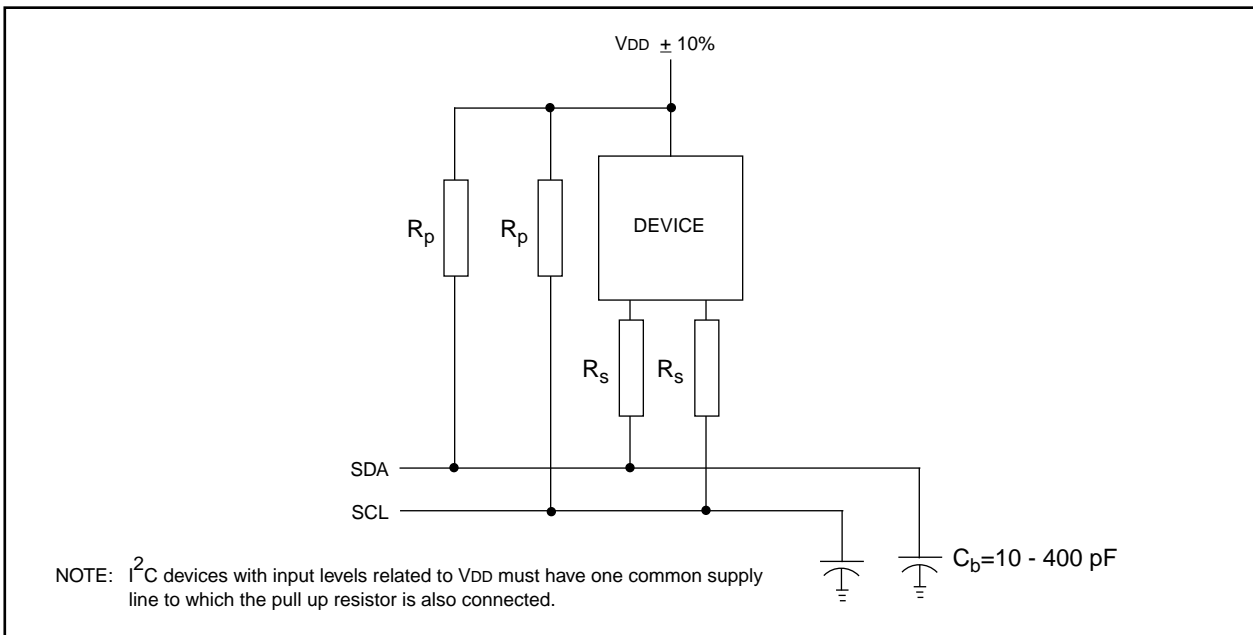 VDD ± 10%
Rp
Rp
DEVICE
Rs
Rs
SDA
SCL
Cb=10 - 400 pF
NOTE: I2C devices with input levels related to VDD must have one common supply
line to which the pull up resistor is also connected.